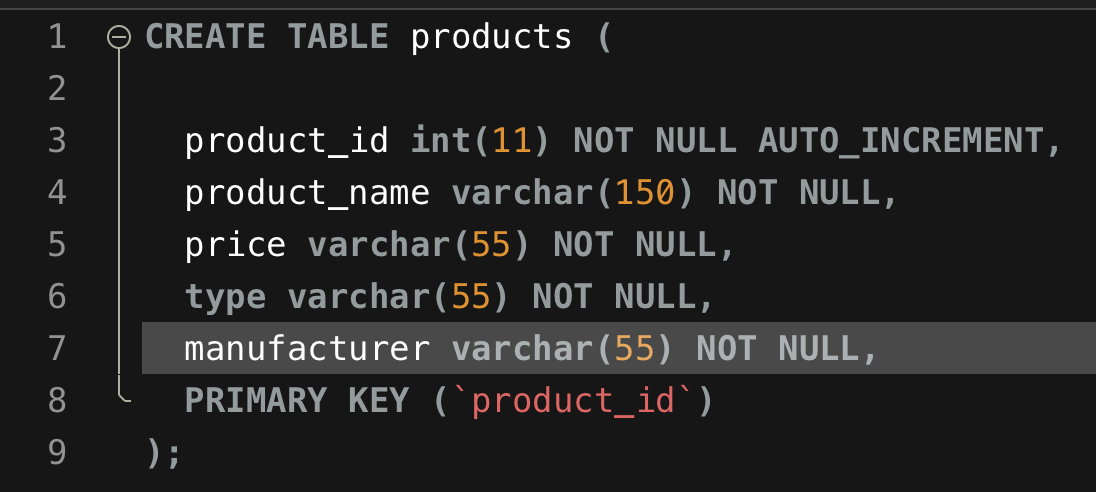 1 CREATE TABLE products (
2
3 product_id int(11) NOT NULL AUTO_INCREMENT,
4 product_name varchar(150) NOT NULL,
5 price varchar(55) NOT NULL,
6 type varchar(55) NOT NULL,
7 manufacturer varchar(55) NOT NULL,
8 PRIMARY KEY (`product_id`)
9 );